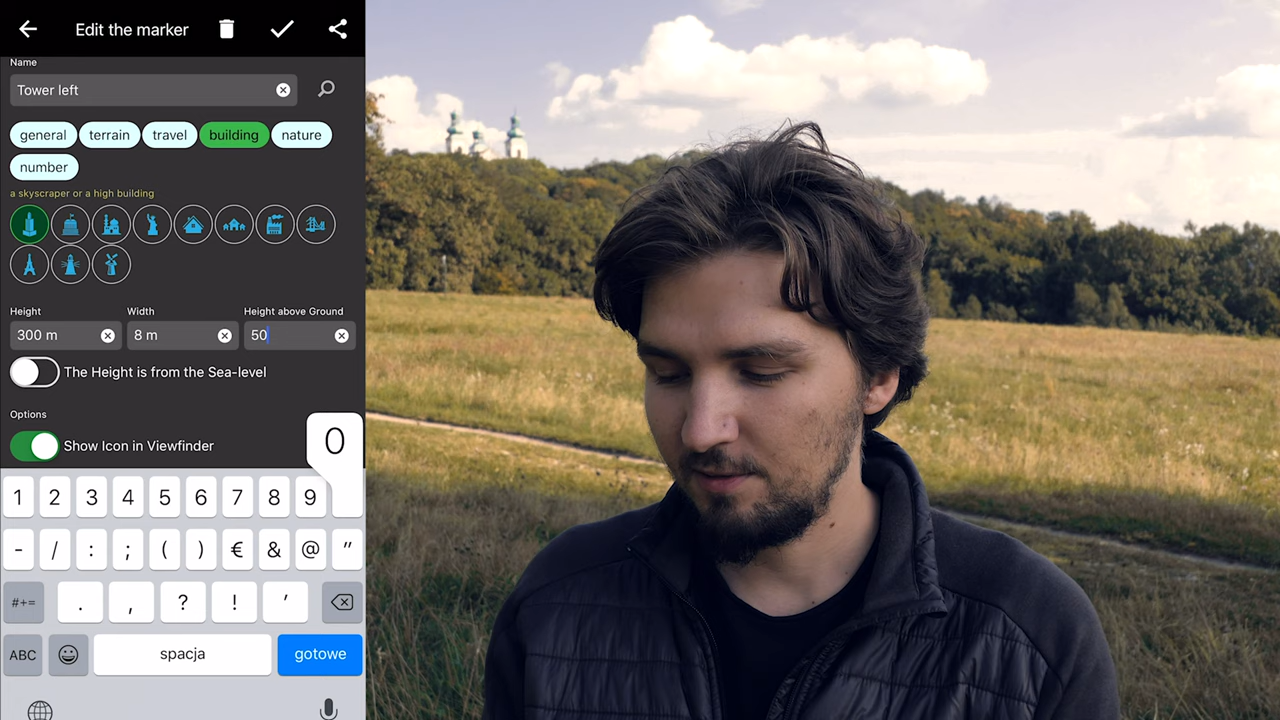 Edit the marker
Name
Tower left
general terrain travel building nature
number
a skyscraper or a high building
Height Width Height above Ground
300 m 8 m 50
The Height is from the Sea-level
Options
Show Icon in Viewfinder
0
1 2 3 4 5 6 7 8 9
- / : ; ( ) € & @ ”
#+= . , ? ! ’
ABC spacja gotowe